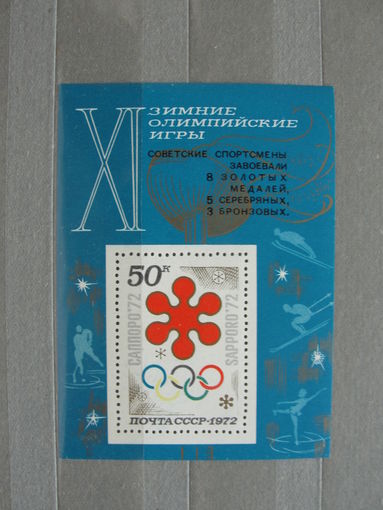 XI
ЗИМНИЕ
ОЛИМПИЙСКИЕ
ИГРЫ
СОВЕТСКИЕ СПОРТСМЕНЫ
ЗАВОЕВАЛИ
8 ЗОЛОТЫХ
МЕДАЛЕЙ,
5 СЕРЕБРЯНЫХ,
3 БРОНЗОВЫХ.
50 К
САППОРО'72
SAPPORO'72
ПОЧТА СССР·1972